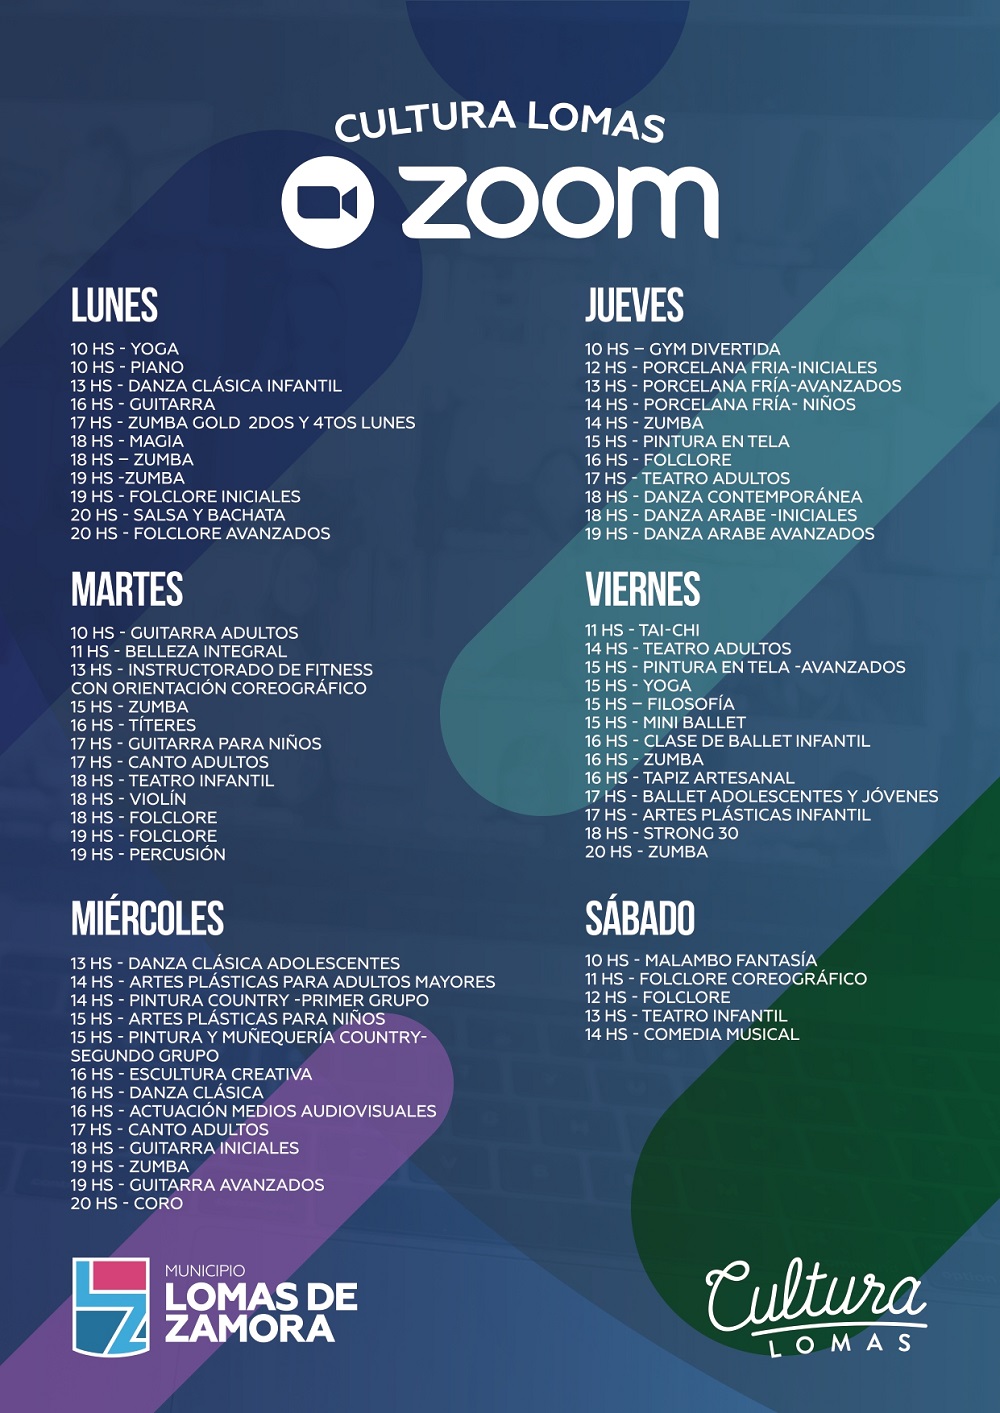 CULTURA LOMAS
zoom
LUNES
10 HS - YOGA
10 HS - PIANO
13 HS - DANZA CLÁSICA INFANTIL
16 HS - GUITARRA
17 HS - ZUMBA GOLD  2DOS Y 4TOS LUNES
18 HS - MAGIA
18 HS – ZUMBA
19 HS -ZUMBA
19 HS - FOLCLORE INICIALES
20 HS - SALSA Y BACHATA
20 HS - FOLCLORE AVANZADOS
MARTES
10 HS - GUITARRA ADULTOS
11 HS - BELLEZA INTEGRAL
13 HS - INSTRUCTORADO DE FITNESS
CON ORIENTACIÓN COREOGRÁFICO
15 HS - ZUMBA
16 HS - TÍTERES
17 HS - GUITARRA PARA NIÑOS
17 HS - CANTO ADULTOS
18 HS - TEATRO INFANTIL
18 HS - VIOLÍN
18 HS - FOLCLORE
19 HS - FOLCLORE
19 HS - PERCUSIÓN
MIÉRCOLES
13 HS - DANZA CLÁSICA ADOLESCENTES
14 HS - ARTES PLÁSTICAS PARA ADULTOS MAYORES
14 HS - PINTURA COUNTRY -PRIMER GRUPO
15 HS - ARTES PLÁSTICAS PARA NIÑOS
15 HS - PINTURA Y MUÑEQUERÍA COUNTRY-
SEGUNDO GRUPO
16 HS - ESCULTURA CREATIVA
16 HS - DANZA CLÁSICA
16 HS - ACTUACIÓN MEDIOS AUDIOVISUALES
17 HS - CANTO ADULTOS
18 HS - GUITARRA INICIALES
19 HS - ZUMBA
19 HS - GUITARRA AVANZADOS
20 HS - CORO
JUEVES
10 HS – GYM DIVERTIDA
12 HS - PORCELANA FRIA-INICIALES
13 HS - PORCELANA FRÍA-AVANZADOS
14 HS - PORCELANA FRÍA- NIÑOS
14 HS - ZUMBA
15 HS - PINTURA EN TELA
16 HS - FOLCLORE
17 HS - TEATRO ADULTOS
18 HS - DANZA CONTEMPORÁNEA
18 HS - DANZA ARABE -INICIALES
19 HS - DANZA ARABE AVANZADOS
VIERNES
11 HS - TAI-CHI
14 HS - TEATRO ADULTOS
15 HS - PINTURA EN TELA -AVANZADOS
15 HS - YOGA
15 HS – FILOSOFÍA
15 HS - MINI BALLET
16 HS - CLASE DE BALLET INFANTIL
16 HS - ZUMBA
16 HS - TAPIZ ARTESANAL
17 HS - BALLET ADOLESCENTES Y JÓVENES
17 HS - ARTES PLÁSTICAS INFANTIL
18 HS - STRONG 30
20 HS - ZUMBA
SÁBADO
10 HS - MALAMBO FANTASÍA
11 HS - FOLCLORE COREOGRÁFICO
12 HS - FOLCLORE
13 HS - TEATRO INFANTIL
14 HS - COMEDIA MUSICAL
MUNICIPIO
LOMAS DE
ZAMORA
Cultura
LOMAS